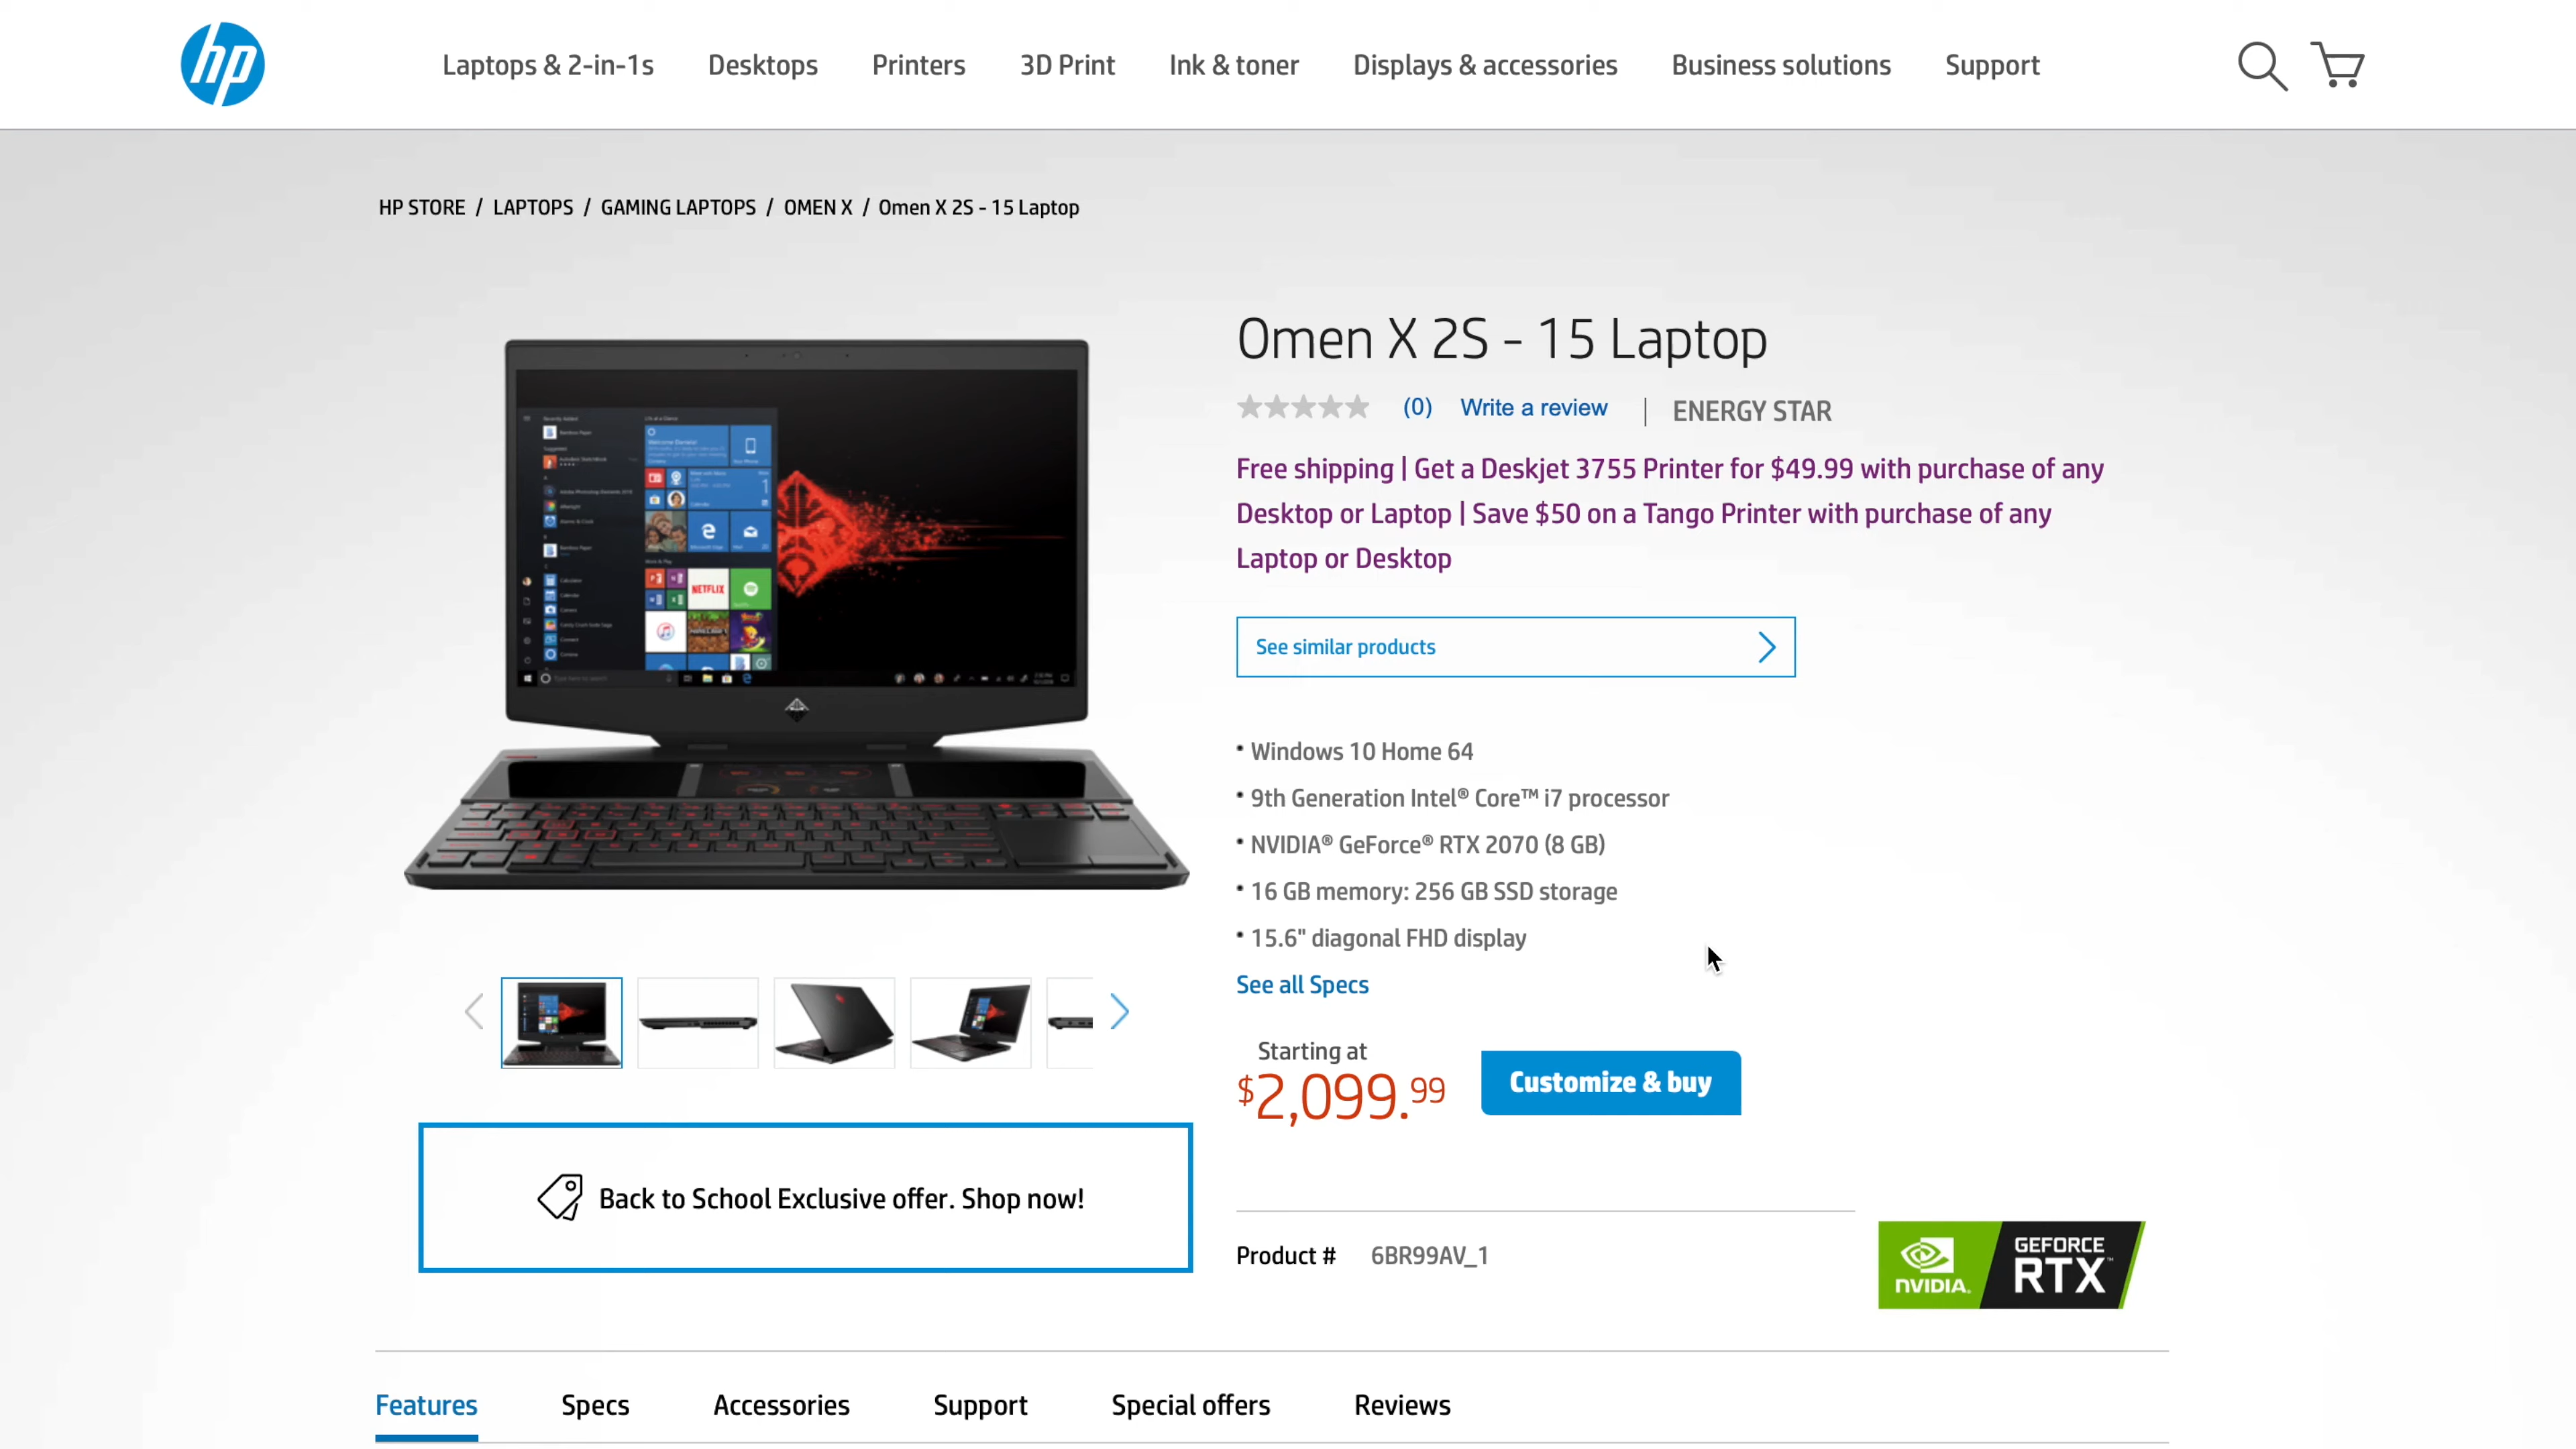 hp
Laptops & 2-in-1s
Desktops
Printers
3D Print
Ink & toner
Displays & accessories
Business solutions
Support
HP STORE / LAPTOPS / GAMING LAPTOPS / OMEN X / Omen X 2S - 15 Laptop
Omen X 2S - 15 Laptop
(0) Write a review | ENERGY STAR
Free shipping | Get a Deskjet 3755 Printer for $49.99 with purchase of any
Desktop or Laptop | Save $50 on a Tango Printer with purchase of any
Laptop or Desktop
NETFLIX
See similar products
• Windows 10 Home 64
• 9th Generation Intel® Core™ i7 processor
• NVIDIA® GeForce® RTX 2070 (8 GB)
• 16 GB memory: 256 GB SSD storage
• 15.6" diagonal FHD display
See all Specs
Starting at
$2,099.99
Customize & buy
Back to School Exclusive offer. Shop now!
Product # 6BR99AV_1
NVIDIA.
GEFORCE
RTX™
Features
Specs
Accessories
Support
Special offers
Reviews